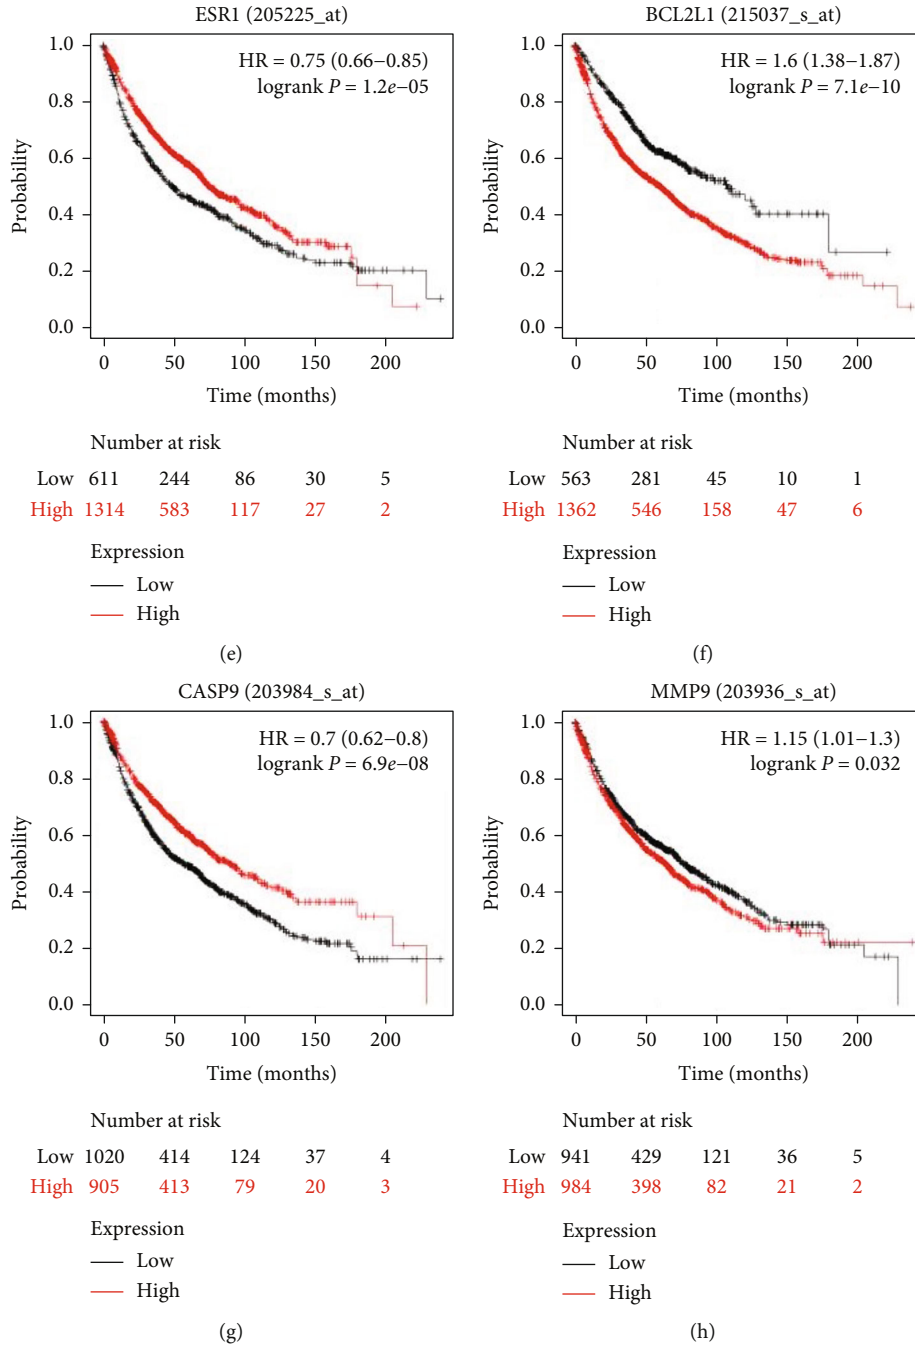 ESR1 (205225_at)
HR = 0.75 (0.66−0.85)
logrank P = 1.2e−05
Probability
1.0
0.8
0.6
0.4
0.2
0.0
0 50 100 150 200
Time (months)
Number at risk
Low 611 244 86 30 5
High 1314 583 117 27 2
Expression
Low
High
(e)
BCL2L1 (215037_s_at)
HR = 1.6 (1.38−1.87)
logrank P = 7.1e−10
Probability
1.0
0.8
0.6
0.4
0.2
0.0
0 50 100 150 200
Time (months)
Number at risk
Low 563 281 45 10 1
High 1362 546 158 47 6
Expression
Low
High
(f)
CASP9 (203984_s_at)
HR = 0.7 (0.62−0.8)
logrank P = 6.9e−08
Probability
1.0
0.8
0.6
0.4
0.2
0.0
0 50 100 150 200
Time (months)
Number at risk
Low 1020 414 124 37 4
High 905 413 79 20 3
Expression
Low
High
(g)
MMP9 (203936_s_at)
HR = 1.15 (1.01−1.3)
logrank P = 0.032
Probability
1.0
0.8
0.6
0.4
0.2
0.0
0 50 100 150 200
Time (months)
Number at risk
Low 941 429 121 36 5
High 984 398 82 21 2
Expression
Low
High
(h)